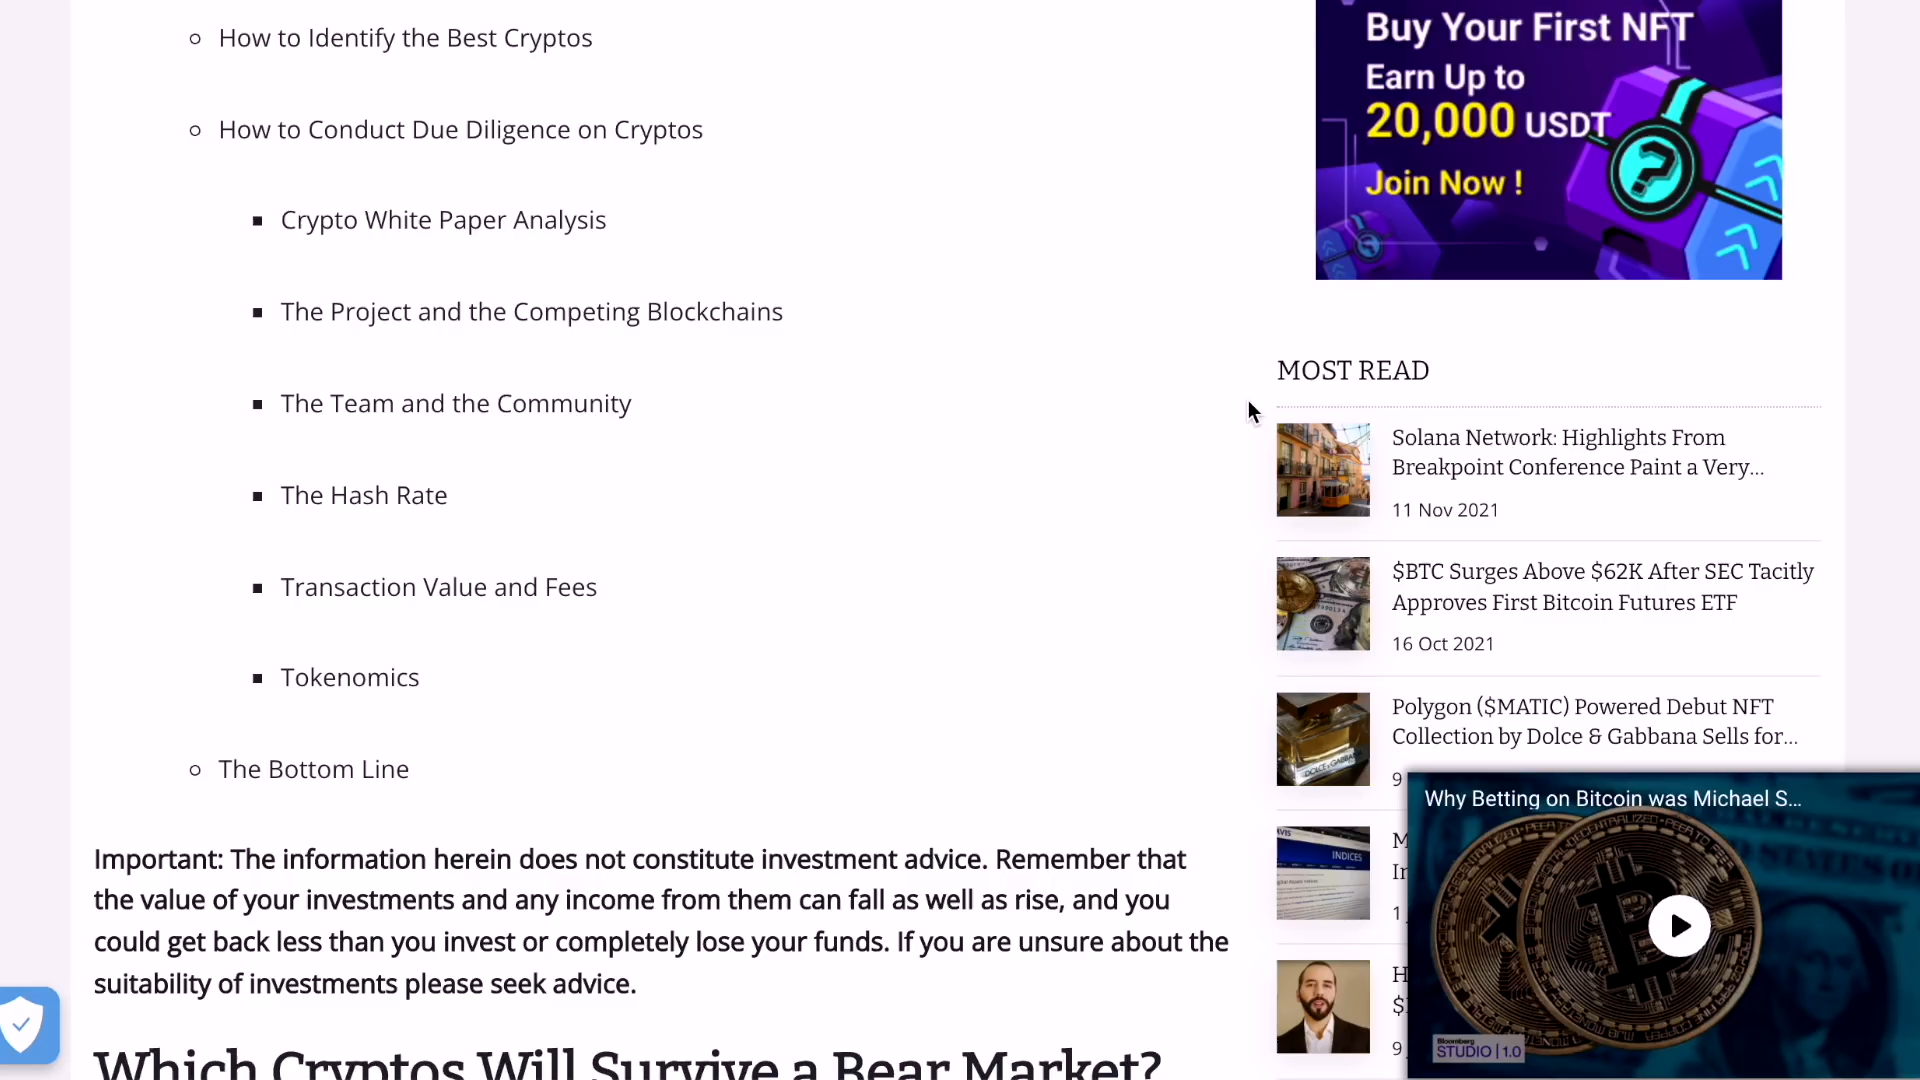 How to Identify the Best Cryptos
How to Conduct Due Diligence on Cryptos
Crypto White Paper Analysis
The Project and the Competing Blockchains
The Team and the Community
The Hash Rate
Transaction Value and Fees
Tokenomics
The Bottom Line
Important: The information herein does not constitute investment advice. Remember that
the value of your investments and any income from them can fall as well as rise, and you
could get back less than you invest or completely lose your funds. If you are unsure about the
suitability of investments please seek advice.
Which Cryptos Will Survive a Bear Market?
Buy Your First NFT
Earn Up to
20,000 USDT
Join Now !
MOST READ
Solana Network: Highlights From
Breakpoint Conference Paint a Very...
11 Nov 2021
$BTC Surges Above $62K After SEC Tacitly
Approves First Bitcoin Futures ETF
16 Oct 2021
Polygon ($MATIC) Powered Debut NFT
Collection by Dolce & Gabbana Sells for...
9
DOLCE & GABBANA
INDICES
M
In
1
H
$
9
Why Betting on Bitcoin was Michael S...
Bloomberg
STUDIO | 1.0